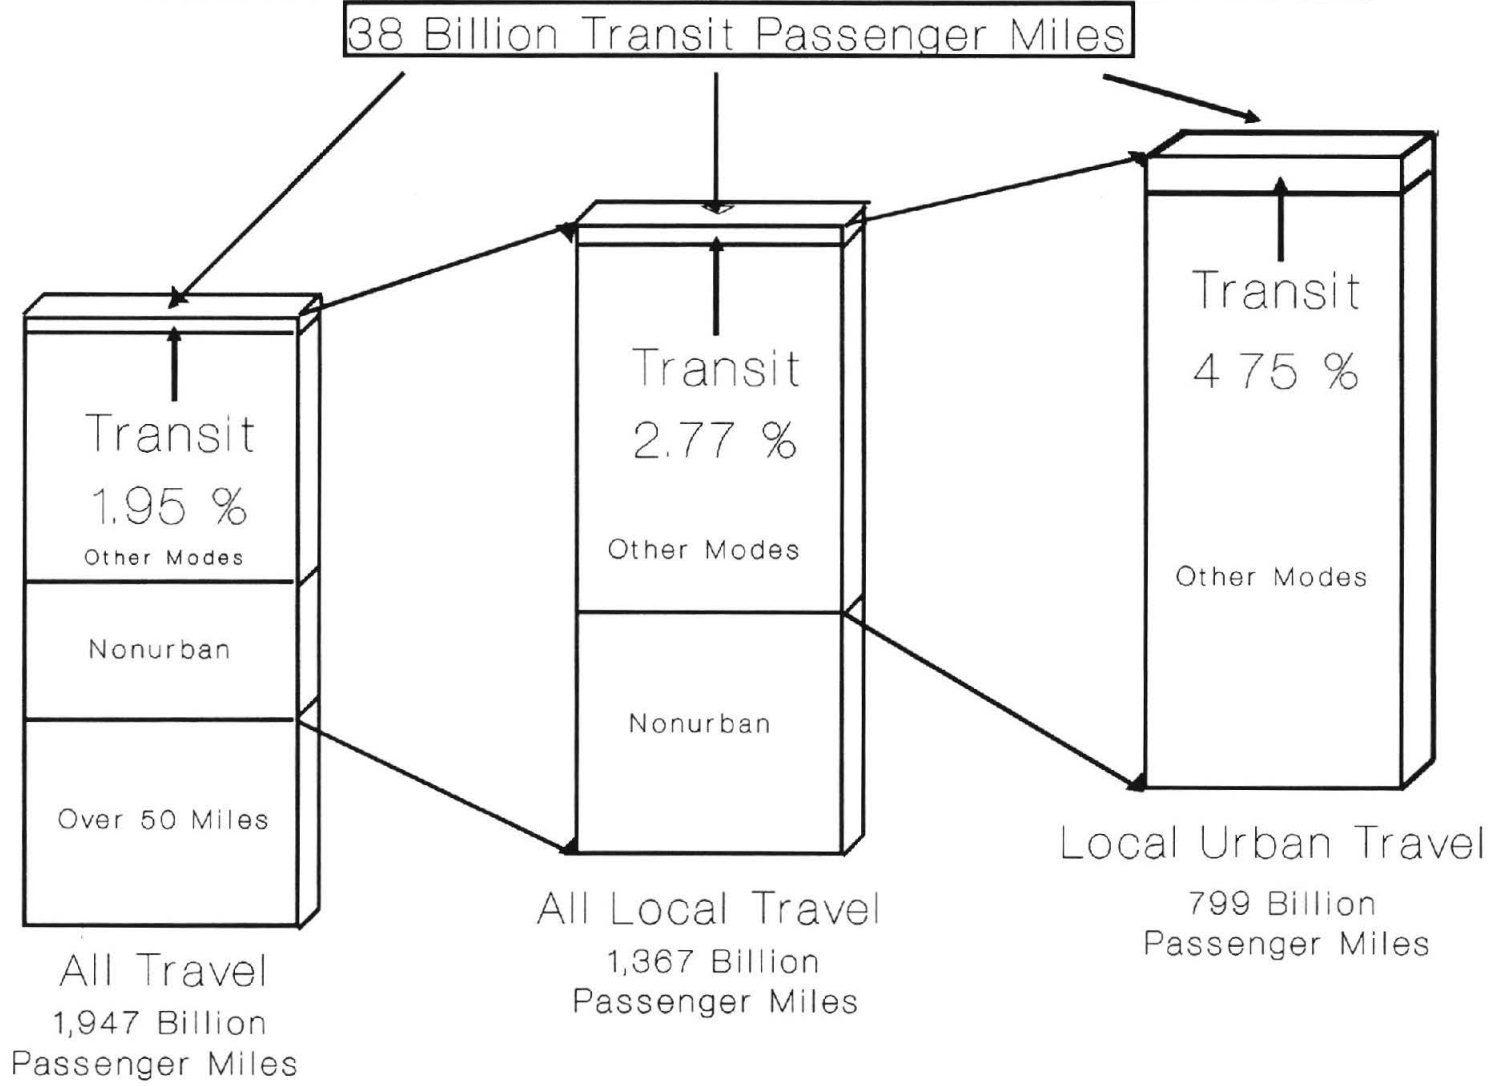 38 Billion Transit Passenger Miles
Transit
1.95 %
Other Modes
Nonurban
Over 50 Miles
All Travel
1,947 Billion
Passenger Miles
Transit
2.77 %
Other Modes
Nonurban
All Local Travel
1,367 Billion
Passenger Miles
Transit
4 75 %
Other Modes
Local Urban Travel
799 Billion
Passenger Miles